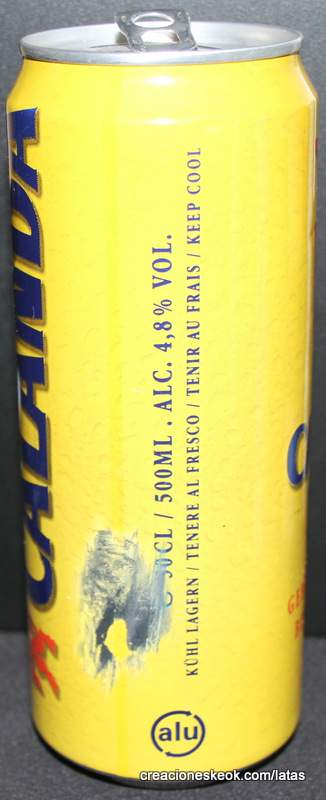 CALANDA
50CL / 500ML . ALC. 4,8% VOL.
KÜHL LAGERN / TENERE AL FRESCO / TENIR AU FRAIS / KEEP COOL
alu
creacioneskeok.com/latas